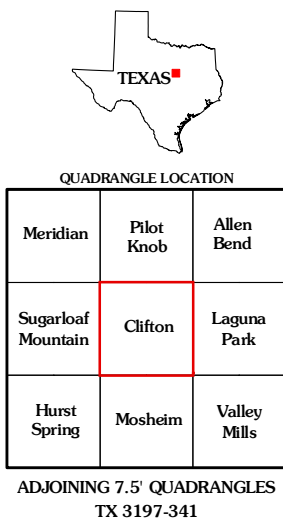 TEXAS
QUADRANGLE LOCATION
Meridian
Pilot
Knob
Allen
Bend
Sugarloaf
Mountain
Clifton
Laguna
Park
Hurst
Spring
Mosheim
Valley
Mills
ADJOINING 7.5' QUADRANGLES
TX 3197-341